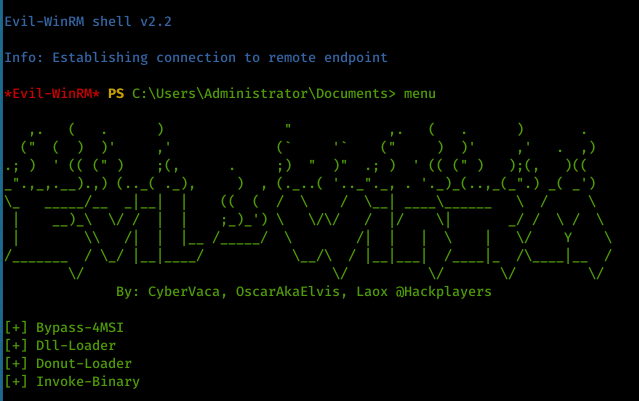 Evil-WinRM shell v2.2
Info: Establishing connection to remote endpoint
*Evil-WinRM* PS C:\Users\Administrator\Documents> menu
By: CyberVaca, OscarAkaElvis, Laox @Hackplayers
[+] Bypass-4MSI
[+] Dll-Loader
[+] Donut-Loader
[+] Invoke-Binary